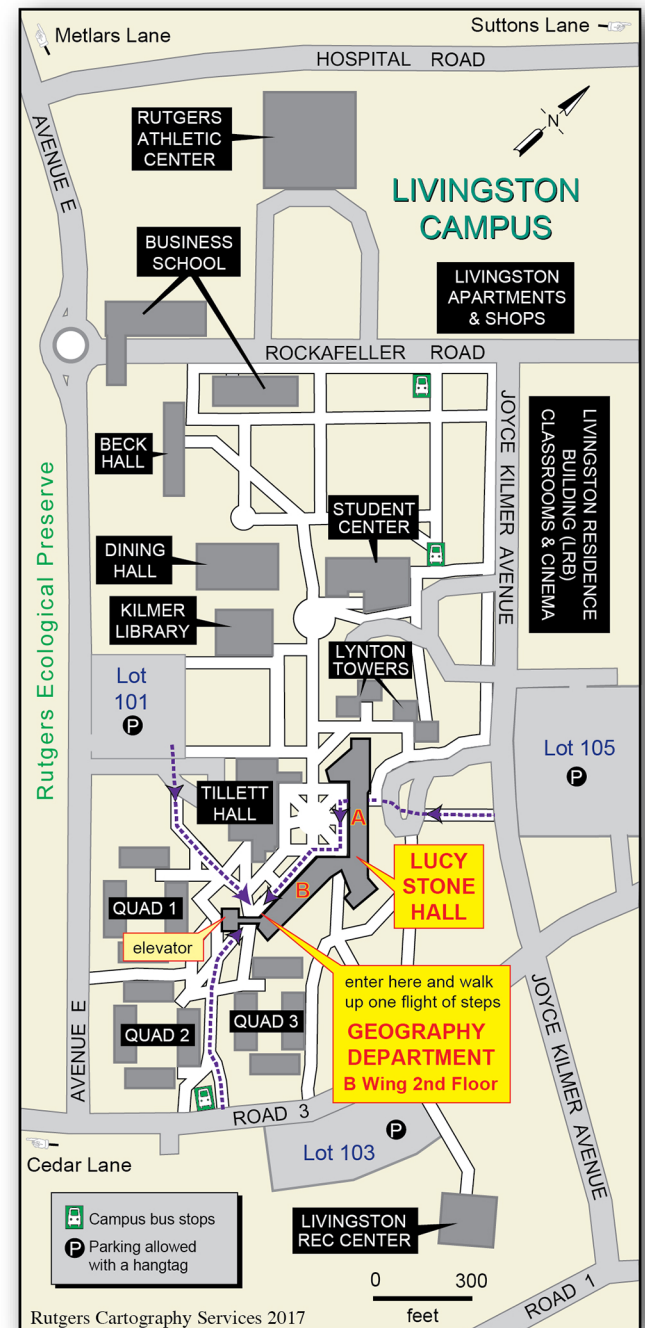 Metlars Lane
Suttons Lane
HOSPITAL ROAD
AVENUE E
RUTGERS
ATHLETIC
CENTER
N
LIVINGSTON
CAMPUS
BUSINESS
SCHOOL
LIVINGSTON
APARTMENTS
& SHOPS
ROCKAFELLER ROAD
JOYCE KILMER AVENUE
LIVINGSTON RESIDENCE
BUILDING (LRB)
CLASSROOMS & CINEMA
BECK
HALL
Rutgers Ecological Preserve
STUDENT
CENTER
DINING
HALL
KILMER
LIBRARY
LYNTON
TOWERS
Lot
101
P
Lot 105
P
TILLETT
HALL
A
B
LUCY
STONE
HALL
QUAD 1
elevator
enter here and walk
up one flight of steps
GEOGRAPHY
DEPARTMENT
B Wing 2nd Floor
QUAD 2
QUAD 3
AVENUE E
JOYCE KILMER AVENUE
ROAD 3
P
Lot 103
Cedar Lane
Campus bus stops
P Parking allowed
with a hangtag
LIVINGSTON
REC CENTER
0 300
feet
ROAD 1
Rutgers Cartography Services 2017